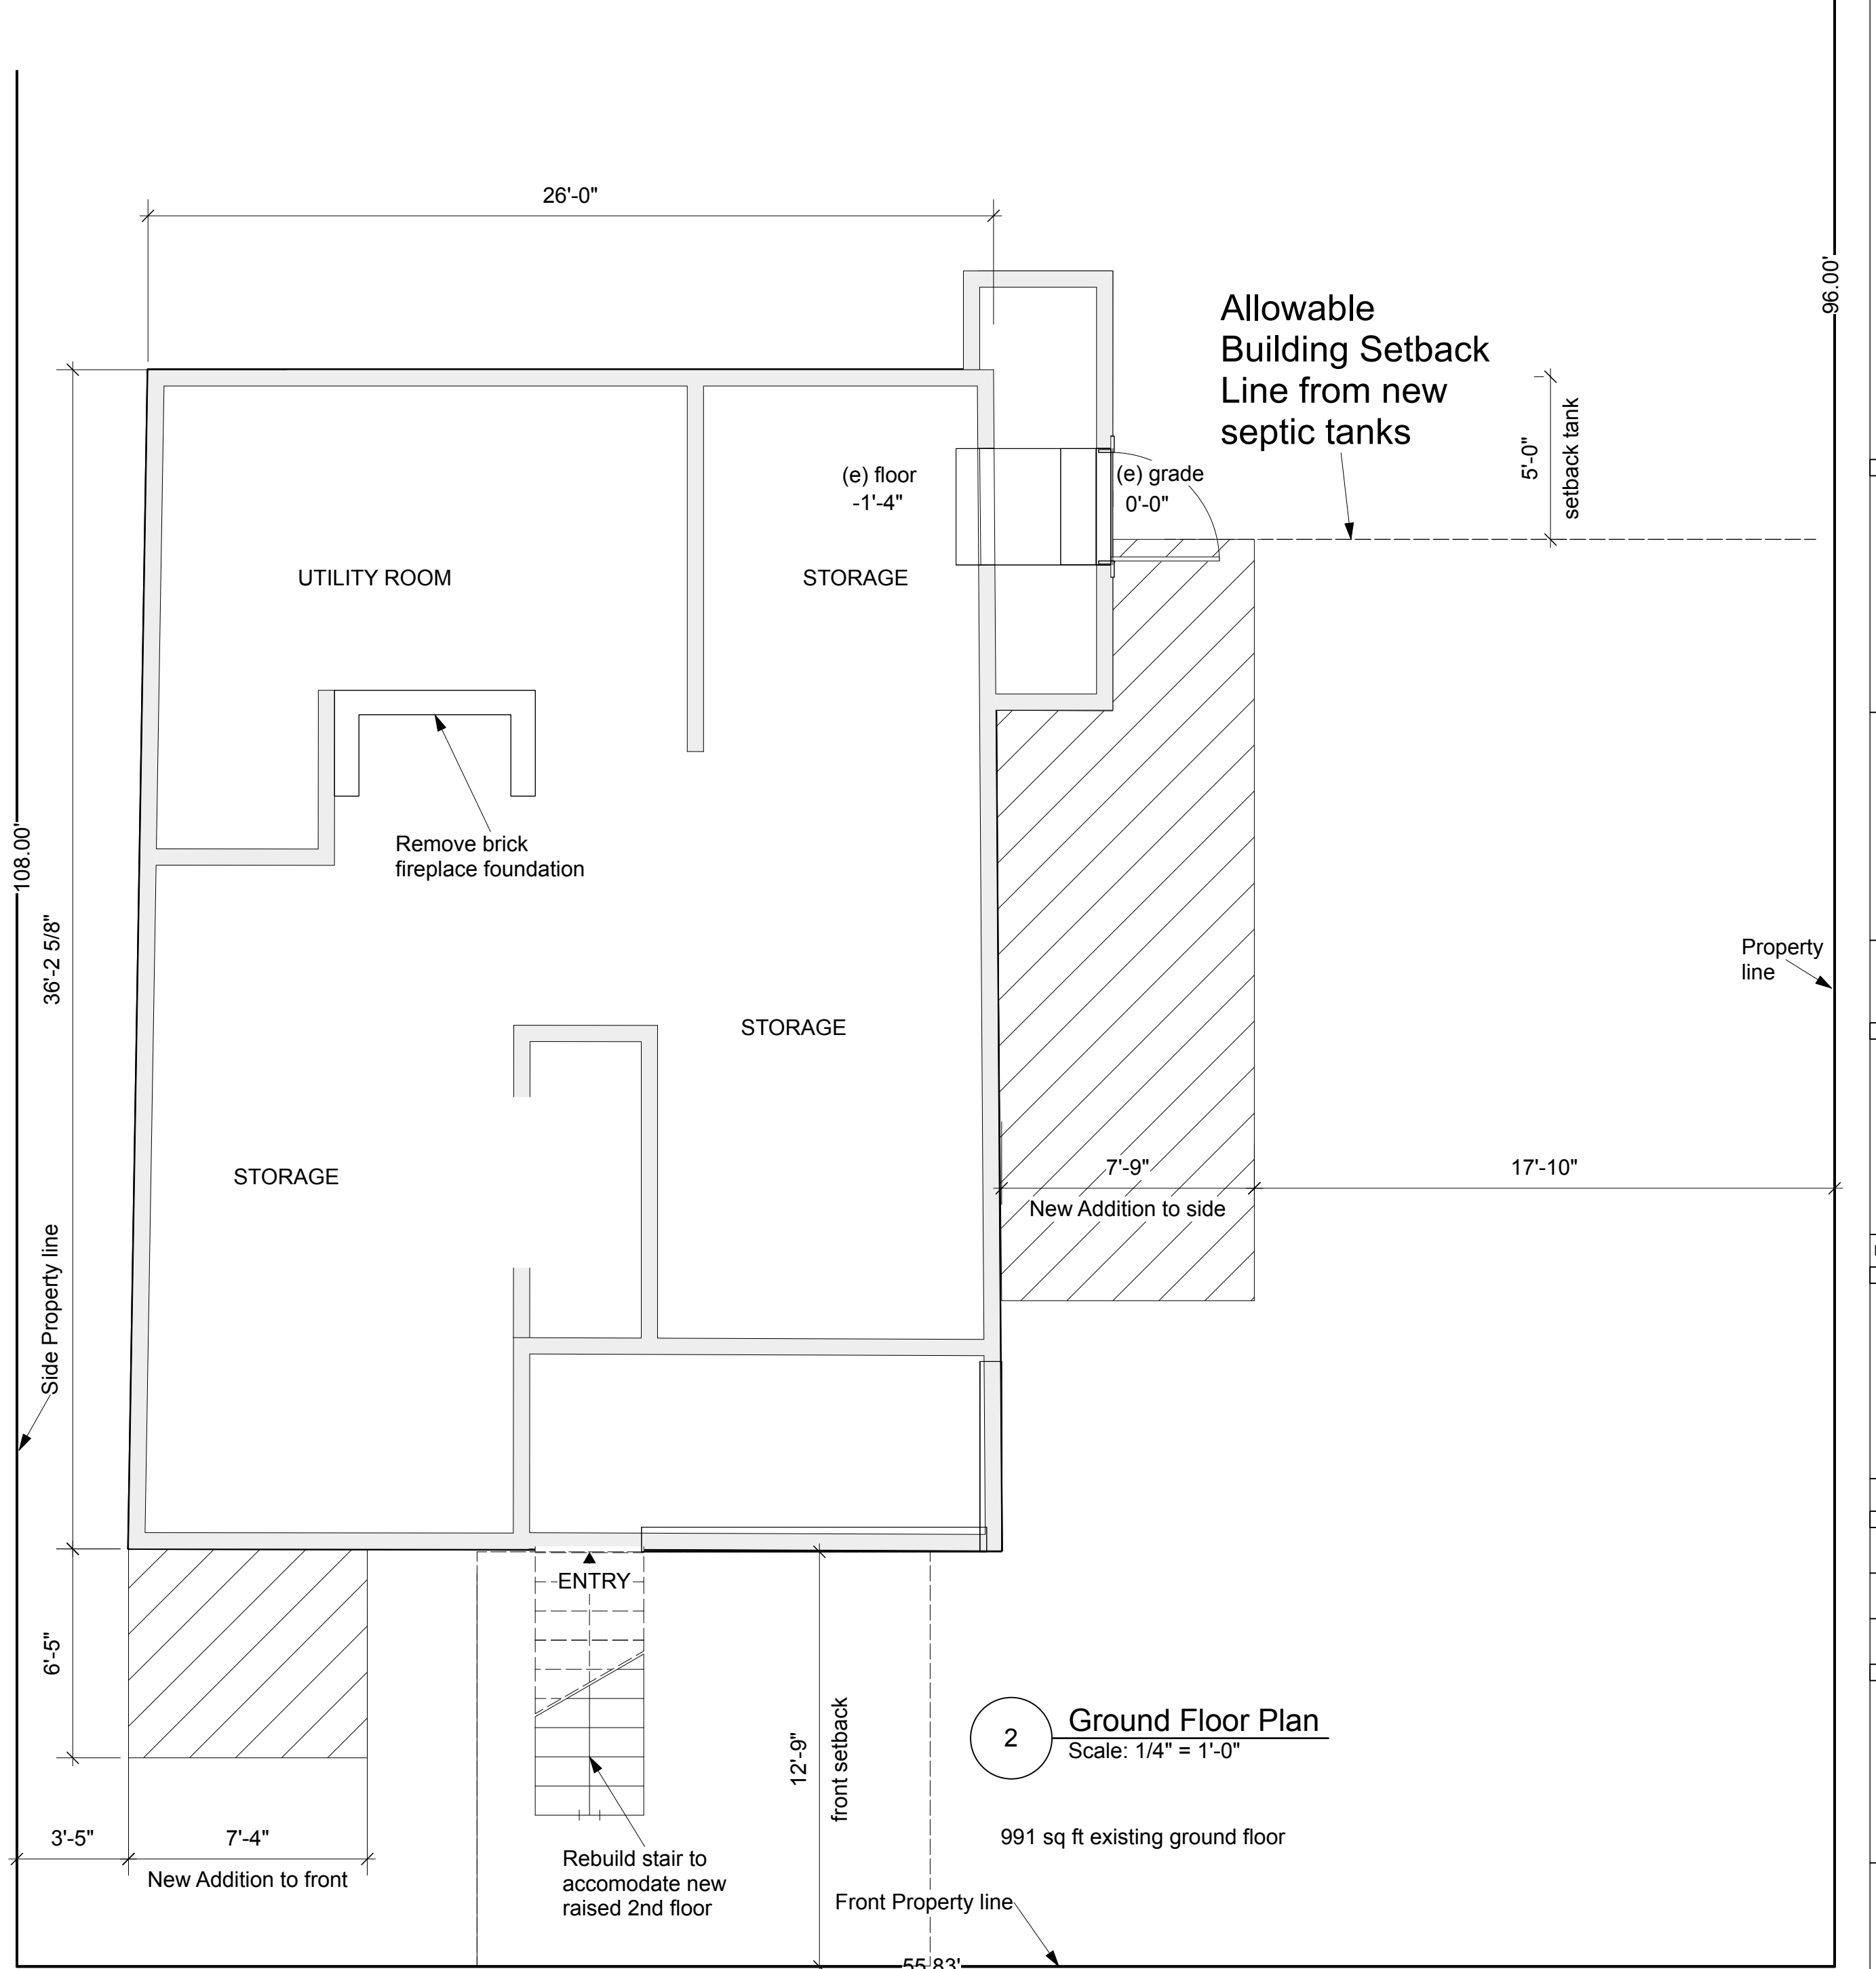 26'-0"
96.00'
Allowable
Building Setback
Line from new
septic tanks
5'-0"
setback tank
(e) floor
-1'-4"
(e) grade
0'-0"
UTILITY ROOM
STORAGE
Remove brick
fireplace foundation
108.00'
36'-2 5/8"
Property
line
STORAGE
STORAGE
7'-9"
New Addition to side
17'-10"
Side Property line
ENTRY
6'-5"
12'-9"
front setback
2
Ground Floor Plan
Scale: 1/4" = 1'-0"
3'-5"
7'-4"
New Addition to front
991 sq ft existing ground floor
Rebuild stair to
accomodate new
raised 2nd floor
Front Property line
55.83'